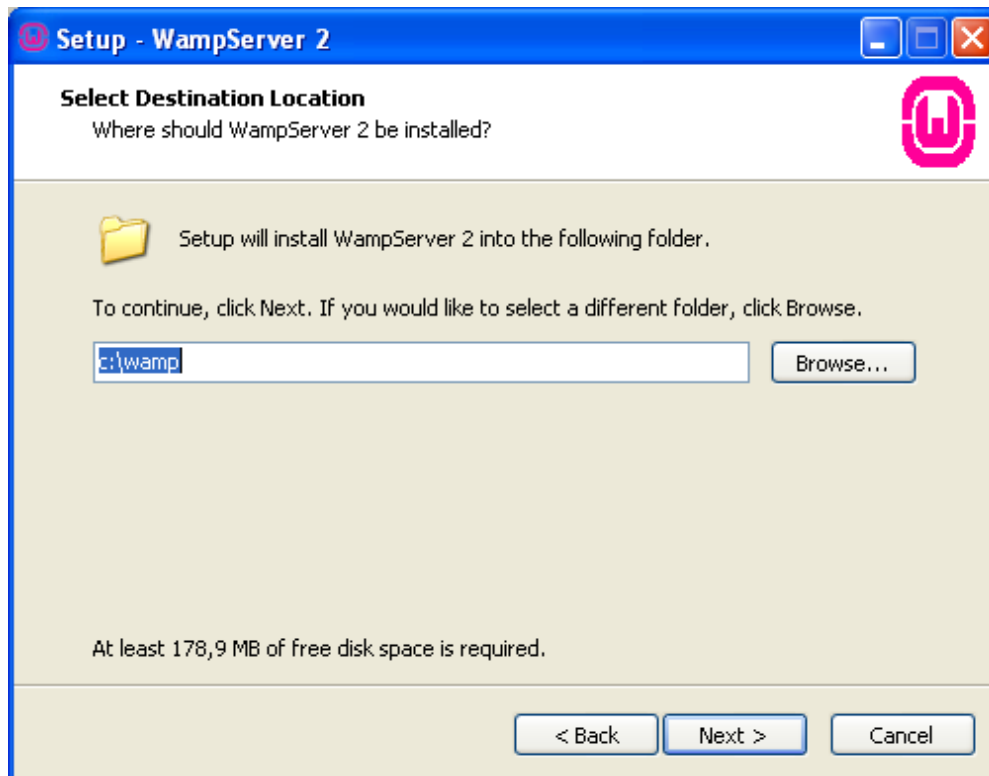 Setup - WampServer 2
Select Destination Location
Where should WampServer 2 be installed?
Setup will install WampServer 2 into the following folder.
To continue, click Next. If you would like to select a different folder, click Browse.
c:\wamp
Browse...
At least 178,9 MB of free disk space is required.
< Back
Next >
Cancel